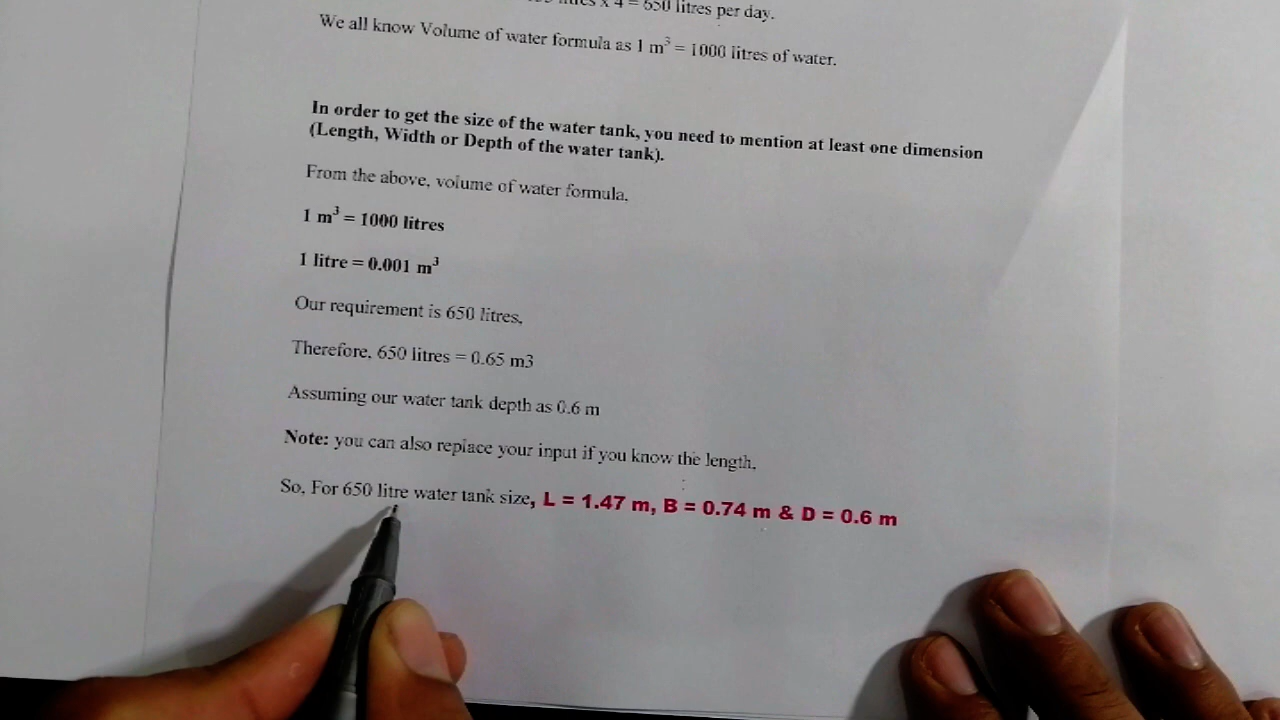 x 4 = 650 litres per day.
We all know Volume of water formula as 1 m³ = 1000 litres of water.
In order to get the size of the water tank, you need to mention at least one dimension
(Length, Width or Depth of the water tank).
From the above, volume of water formula,
1 m³ = 1000 litres
1 litre = 0.001 m³
Our requirement is 650 litres,
Therefore, 650 litres = 0.65 m3
Assuming our water tank depth as 0.6 m
Note: you can also replace your input if you know the length.
So, For 650 litre water tank size, L = 1.47 m, B = 0.74 m & D = 0.6 m